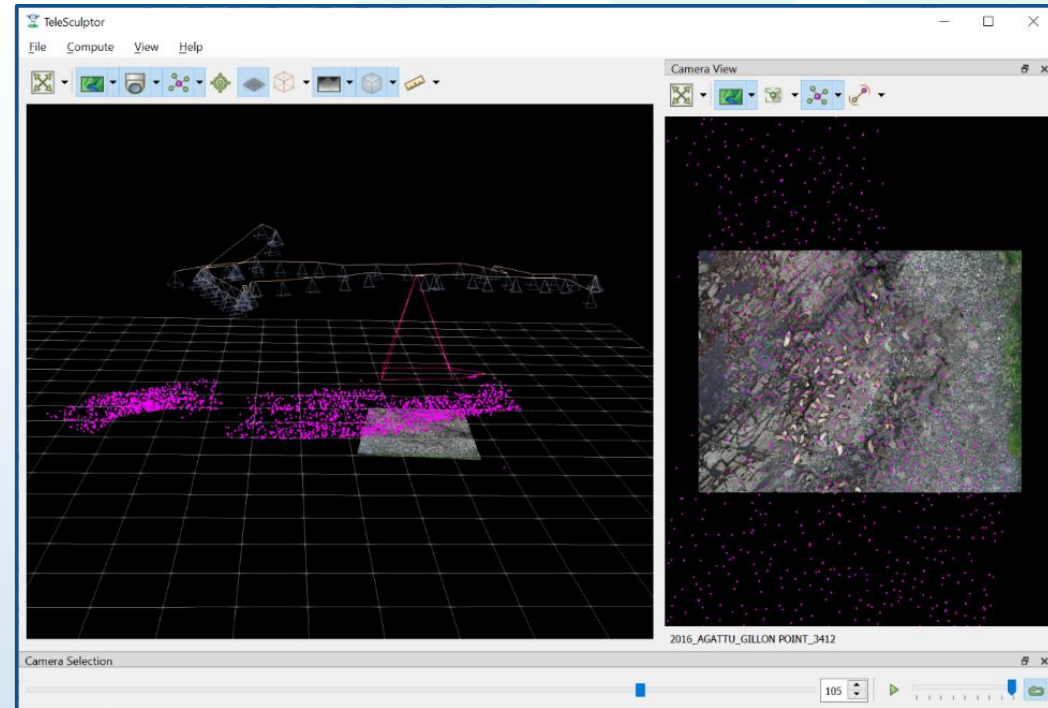 TeleSculptor
File Compute View Help
Camera View
2016_AGATTU_GILLON POINT_3412
Camera Selection
105